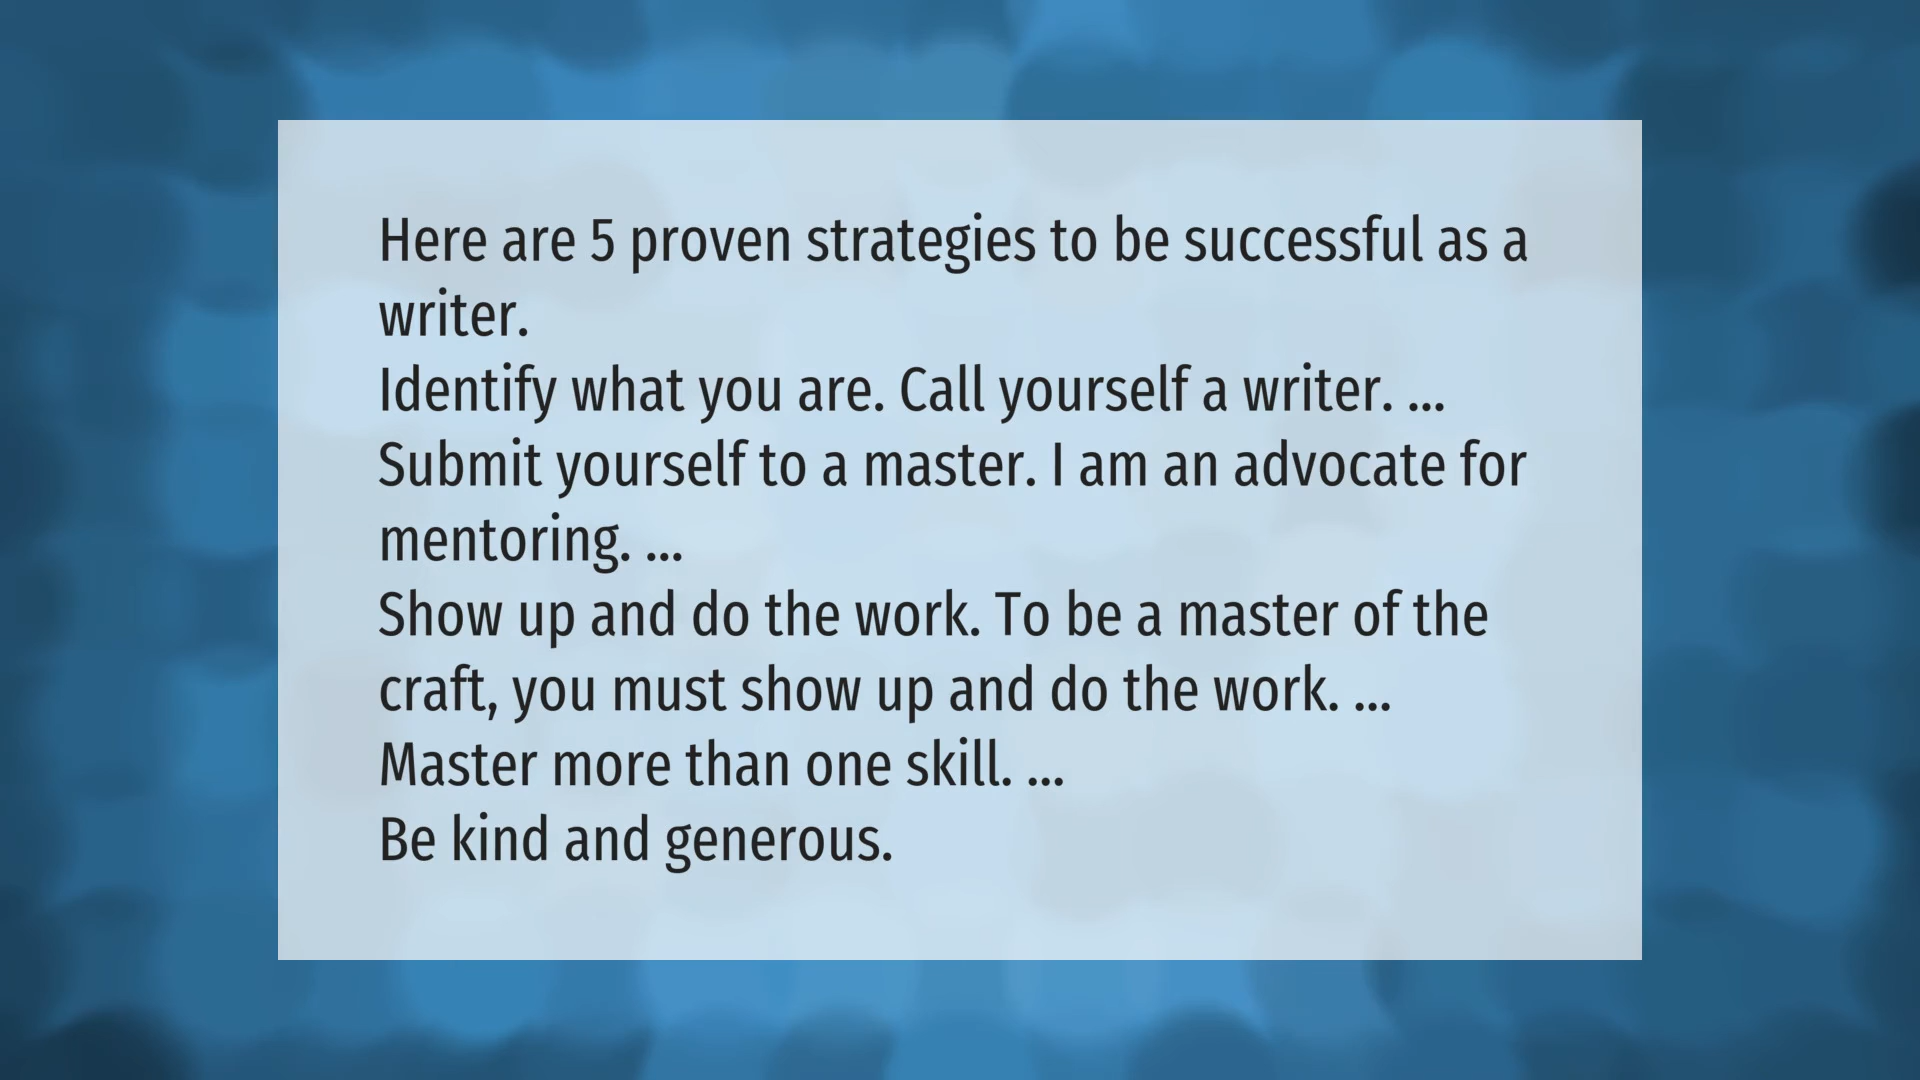 Here are 5 proven strategies to be successful as a
writer.
Identify what you are. Call yourself a writer. ...
Submit yourself to a master. I am an advocate for
mentoring. ...
Show up and do the work. To be a master of the
craft, you must show up and do the work. ...
Master more than one skill. ...
Be kind and generous.